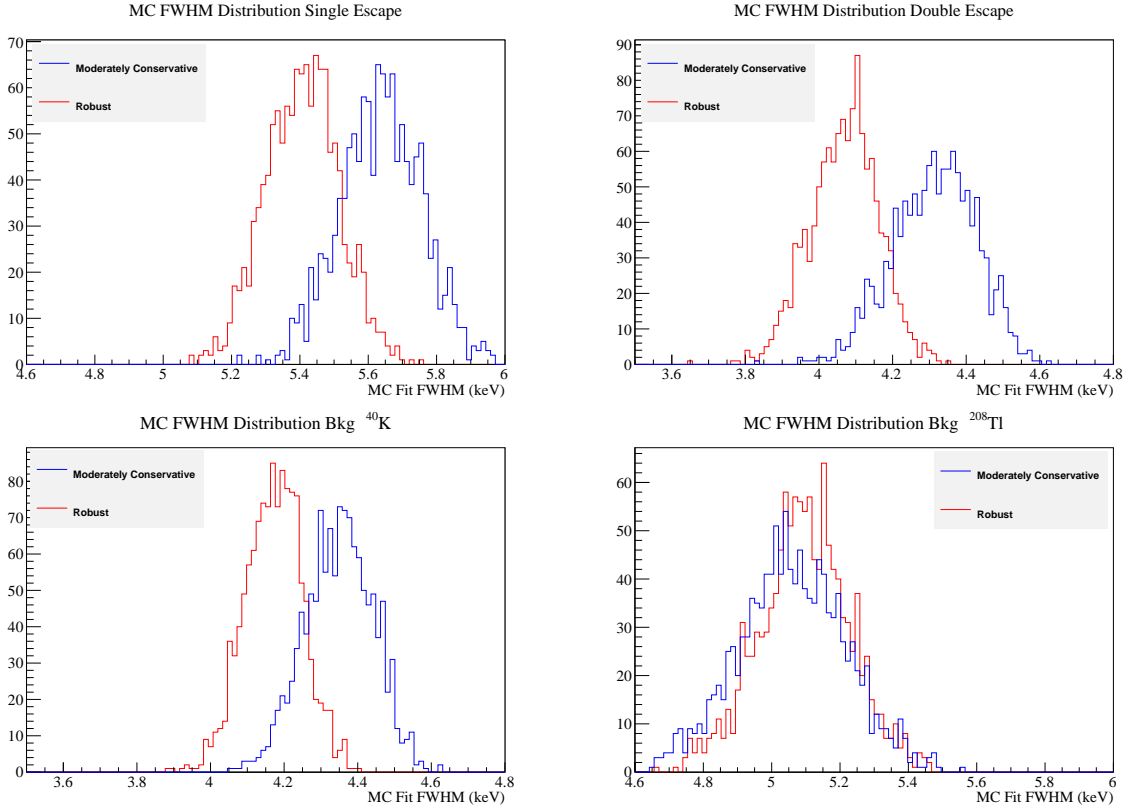 MC FWHM Distribution Single Escape
70
60
50
40
30
20
10
0
Moderately Conservative
Robust
4.6 4.8 5 5.2 5.4 5.6 5.8 6
MC Fit FWHM (keV)
MC FWHM Distribution Double Escape
90
80
70
60
50
40
30
20
10
0
Moderately Conservative
Robust
3.6 3.8 4 4.2 4.4 4.6 4.8
MC Fit FWHM (keV)
MC FWHM Distribution Bkg ⁴⁰K
80
70
60
50
40
30
20
10
0
Moderately Conservative
Robust
3.6 3.8 4 4.2 4.4 4.6 4.8
MC Fit FWHM (keV)
MC FWHM Distribution Bkg ²⁰⁸Tl
60
50
40
30
20
10
0
Moderately Conservative
Robust
4.6 4.8 5 5.2 5.4 5.6 5.8 6
MC Fit FWHM (keV)